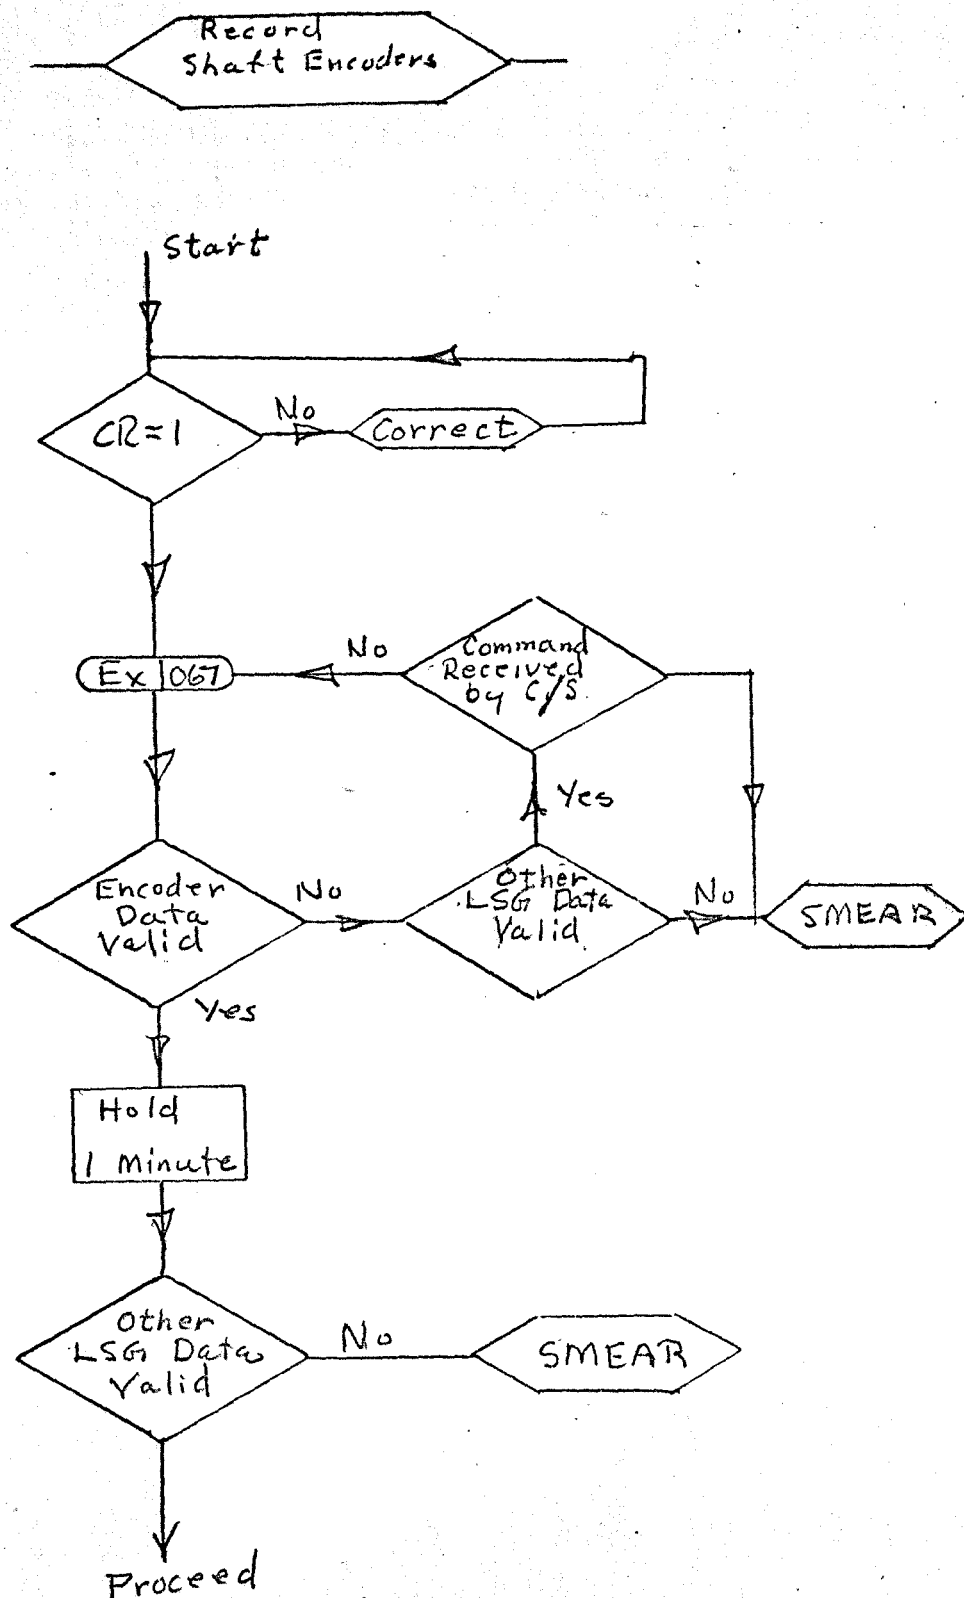 Record
Shaft Encoders
Start
CR=1
No
Correct
Ex 067
No
Command
Received
by C/S
Yes
Encoder
Data
Valid
No
Other
LSG Data
Valid
No
SMEAR
Yes
Hold
1 minute
Other
LSG Data
Valid
No
SMEAR
Proceed